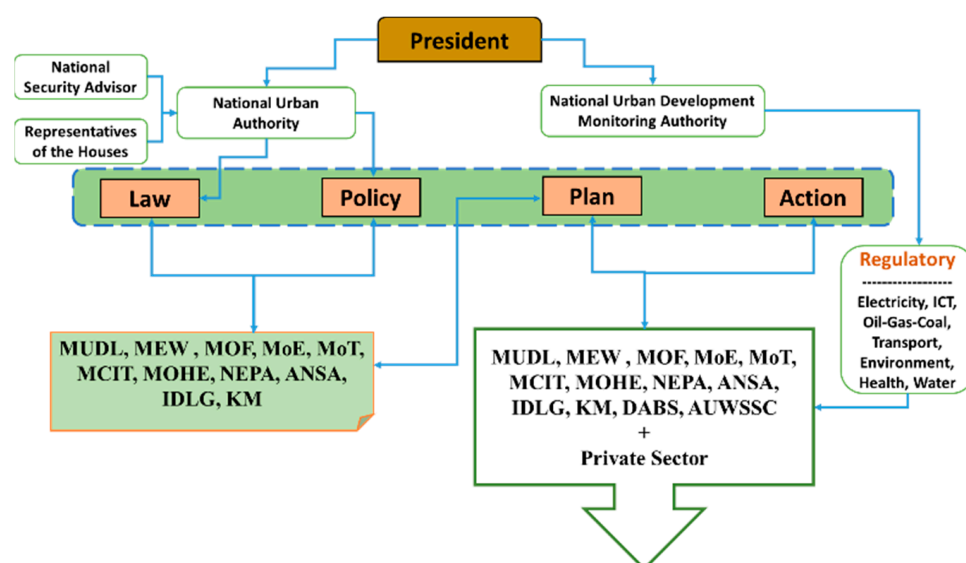 President
National
Security Advisor
Representatives
of the Houses
National Urban
Authority
National Urban Development
Monitoring Authority
Law
Policy
Plan
Action
Regulatory
--------------------
Electricity, ICT,
Oil-Gas-Coal,
Transport,
Environment,
Health, Water
MUDL, MEW , MOF, MoE, MoT,
MCIT, MOHE, NEPA, ANSA,
IDLG, KM
MUDL, MEW , MOF, MoE, MoT,
MCIT, MOHE, NEPA, ANSA,
IDLG, KM, DABS, AUWSSC
+
Private Sector